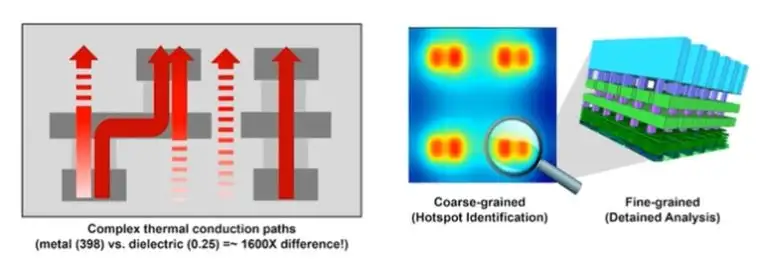 Complex thermal conduction paths
(metal (398) vs. dielectric (0.25) =~ 1600X difference!)
Coarse-grained
(Hotspot Identification)
Fine-grained
(Detained Analysis)